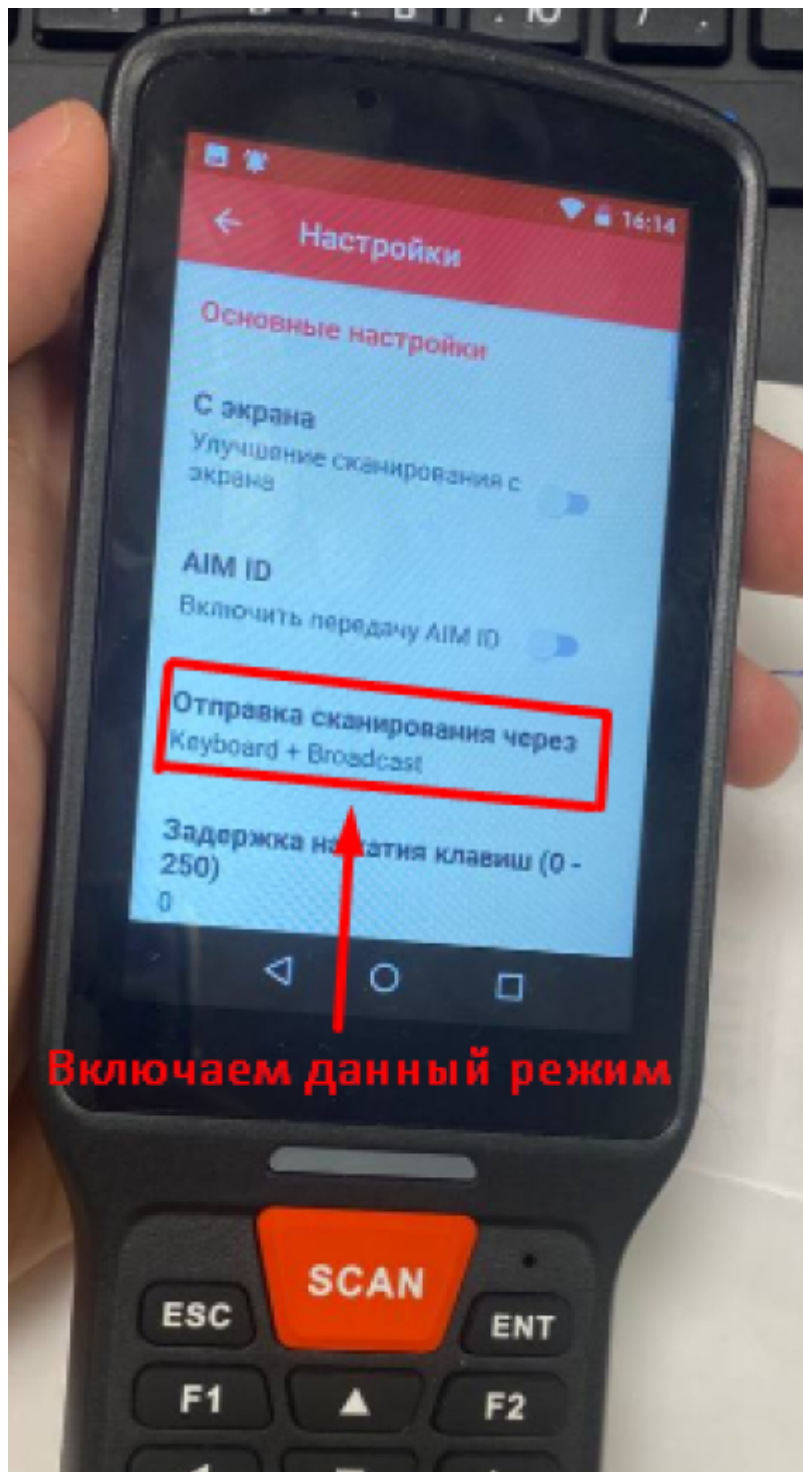 Ю
16:14
Настройки
Основные настройки
С экрана
Улучшение сканирования с
экрана
AIM ID
Включить передачу AIM ID
Отправка сканирования через
Keyboard + Broadcast
Задержка нажатия клавиш (0 -
250)
0
Включаем данный режим
SCAN
ESC
ENT
F1
F2